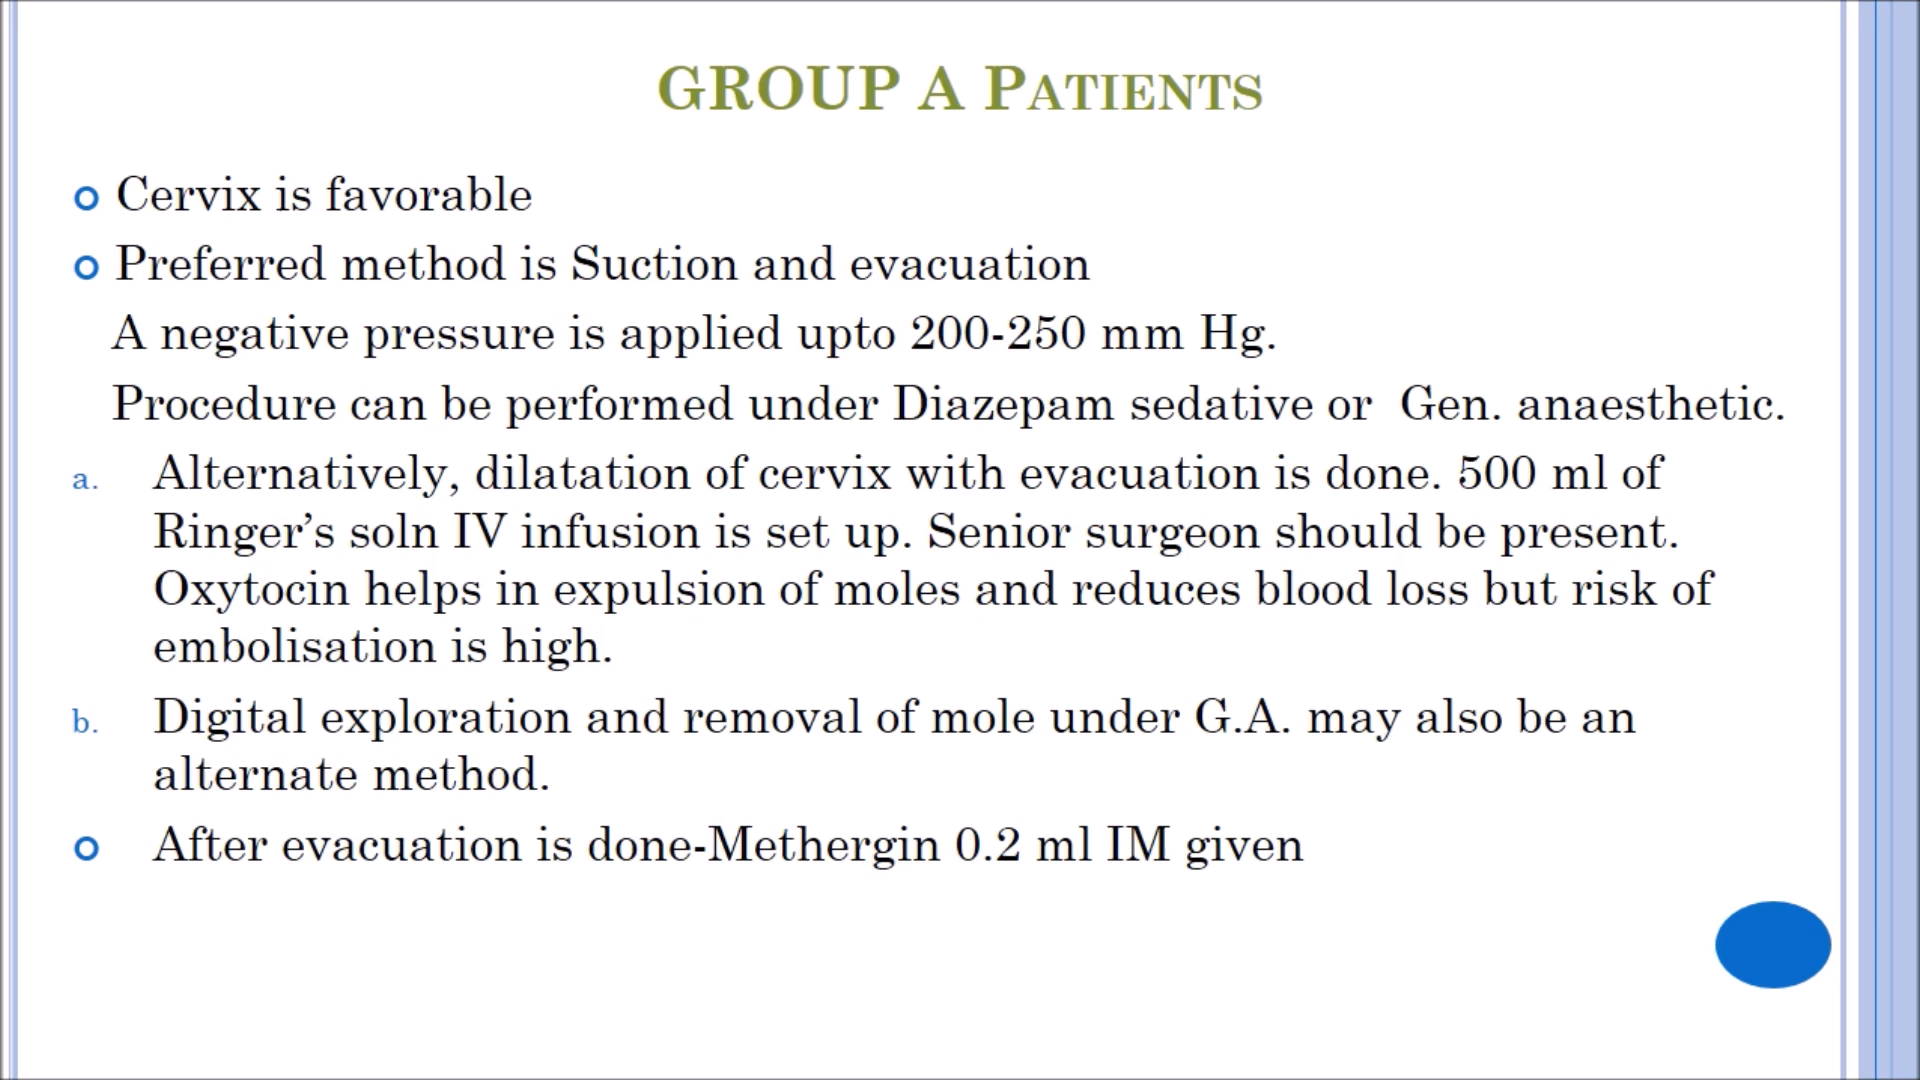 GROUP A PATIENTS
Cervix is favorable
Preferred method is Suction and evacuation
A negative pressure is applied upto 200-250 mm Hg.
Procedure can be performed under Diazepam sedative or Gen. anaesthetic.
a. Alternatively, dilatation of cervix with evacuation is done. 500 ml of
Ringer’s soln IV infusion is set up. Senior surgeon should be present.
Oxytocin helps in expulsion of moles and reduces blood loss but risk of
embolisation is high.
b. Digital exploration and removal of mole under G.A. may also be an
alternate method.
After evacuation is done-Methergin 0.2 ml IM given